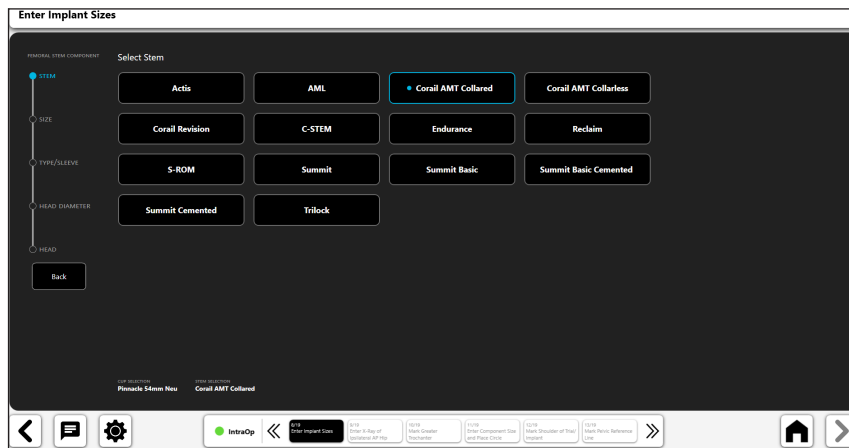 Enter Implant Sizes
FEMORAL STEM COMPONENT
Select Stem
STEM
SIZE
TYPE/SLEEVE
HEAD DIAMETER
HEAD
Back
Actis
AML
Corail AMT Collared
Corail AMT Collarless
Corail Revision
C-STEM
Endurance
Reclaim
S-ROM
Summit
Summit Basic
Summit Basic Cemented
Summit Cemented
Trilock
CUP SELECTION
Pinnacle 54mm Neu
STEM SELECTION
Corail AMT Collared
IntraOp
8/19
Enter Implant Sizes
9/19
Enter X-Ray of
Ipsilateral AP Hip
10/19
Mark Greater
Trochanter
11/19
Enter Component Size
and Place Circle
12/19
Mark Shoulder of Trial
Implant
13/19
Mark Pelvic Reference
Line